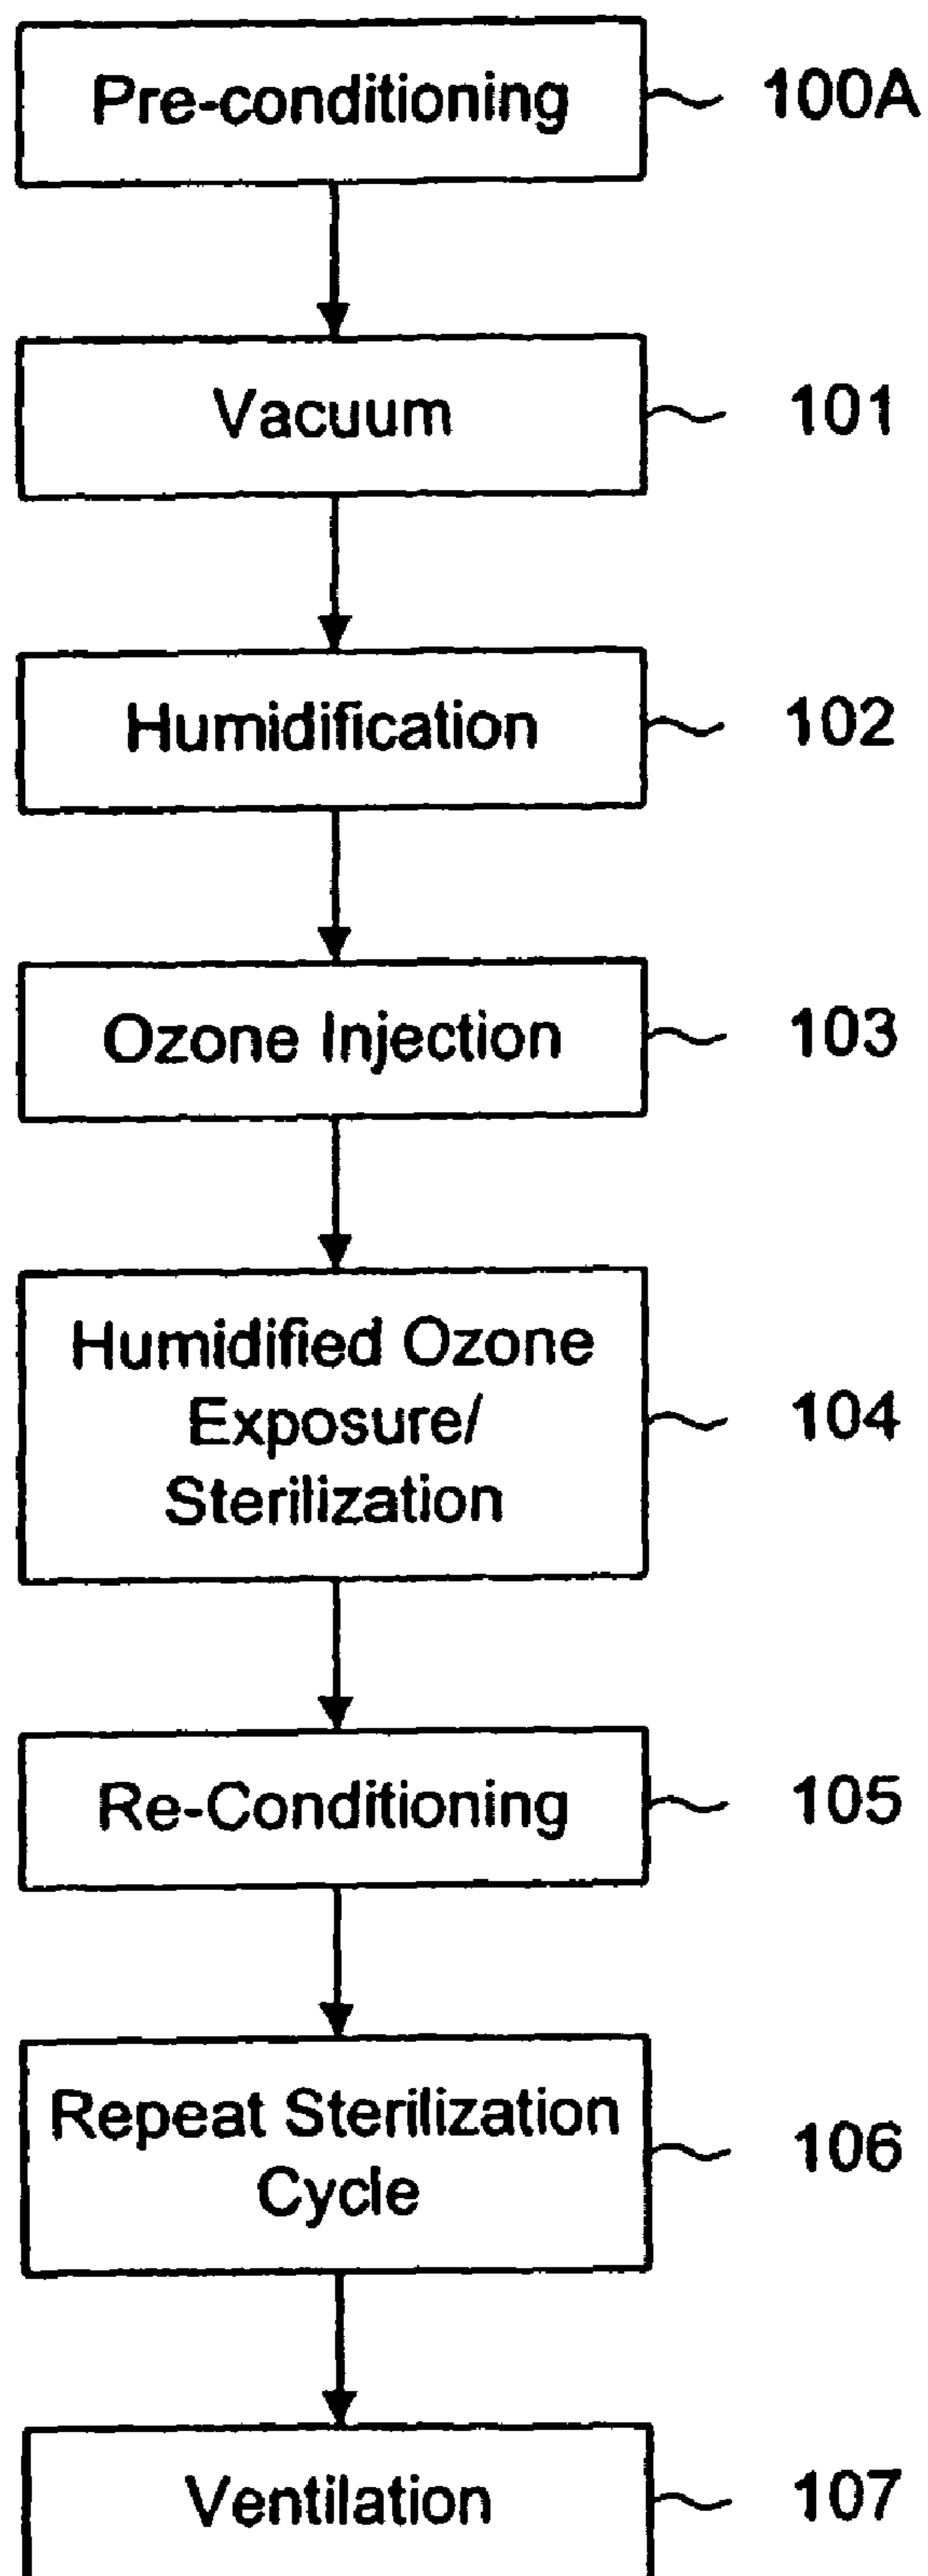 Pre-conditioning 100A
Vacuum 101
Humidification 102
Ozone Injection 103
Humidified Ozone
Exposure/ 104
Sterilization
Re-Conditioning 105
Repeat Sterilization
Cycle 106
Ventilation 107